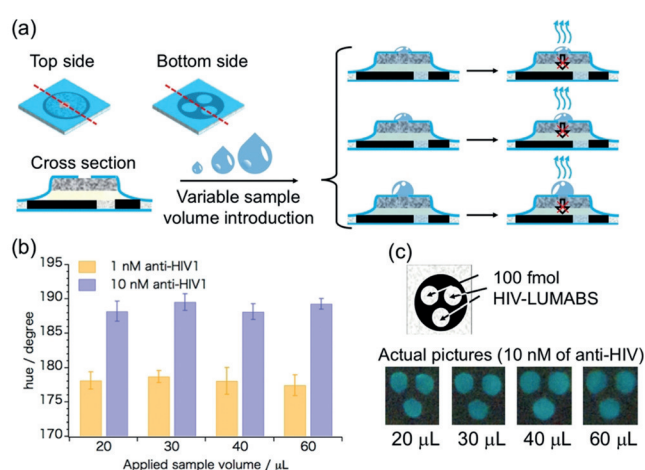 (a)
Top side
Bottom side
Cross section
Variable sample
volume introduction
(b)
hue / degree
195
190
185
180
175
170
1 nM anti-HIV1
10 nM anti-HIV1
20
30
40
60
Applied sample volume / μL
(c)
100 fmol
HIV-LUMABS
Actual pictures (10 nM of anti-HIV)
20 μL 30 μL 40 μL 60 μL